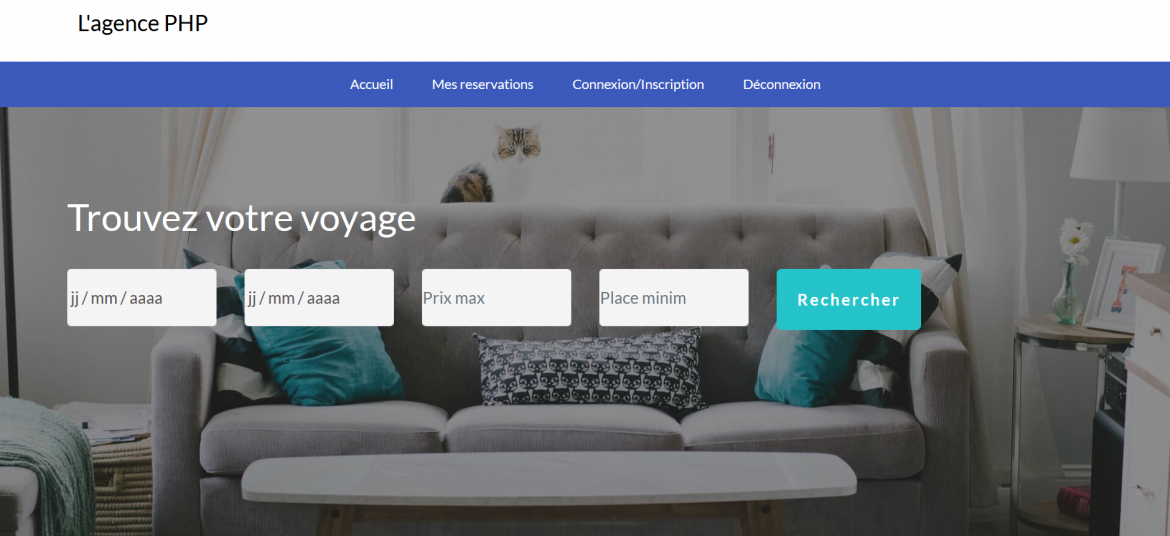 L'agence PHP
Accueil Mes reservations Connexion/Inscription Déconnexion
Trouvez votre voyage
jj / mm / aaaa jj / mm / aaaa Prix max Place minim Rechercher